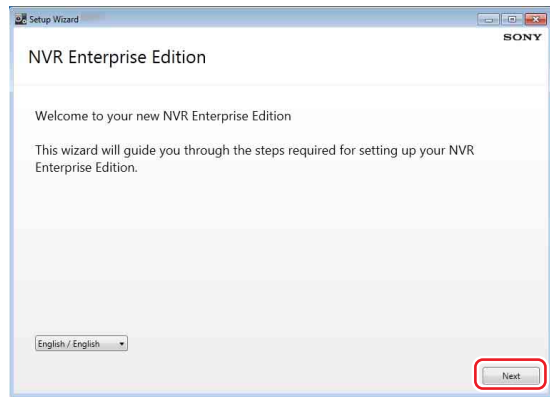 Setup Wizard
SONY
NVR Enterprise Edition
Welcome to your new NVR Enterprise Edition
This wizard will guide you through the steps required for setting up your NVR
Enterprise Edition.
English / English
Next